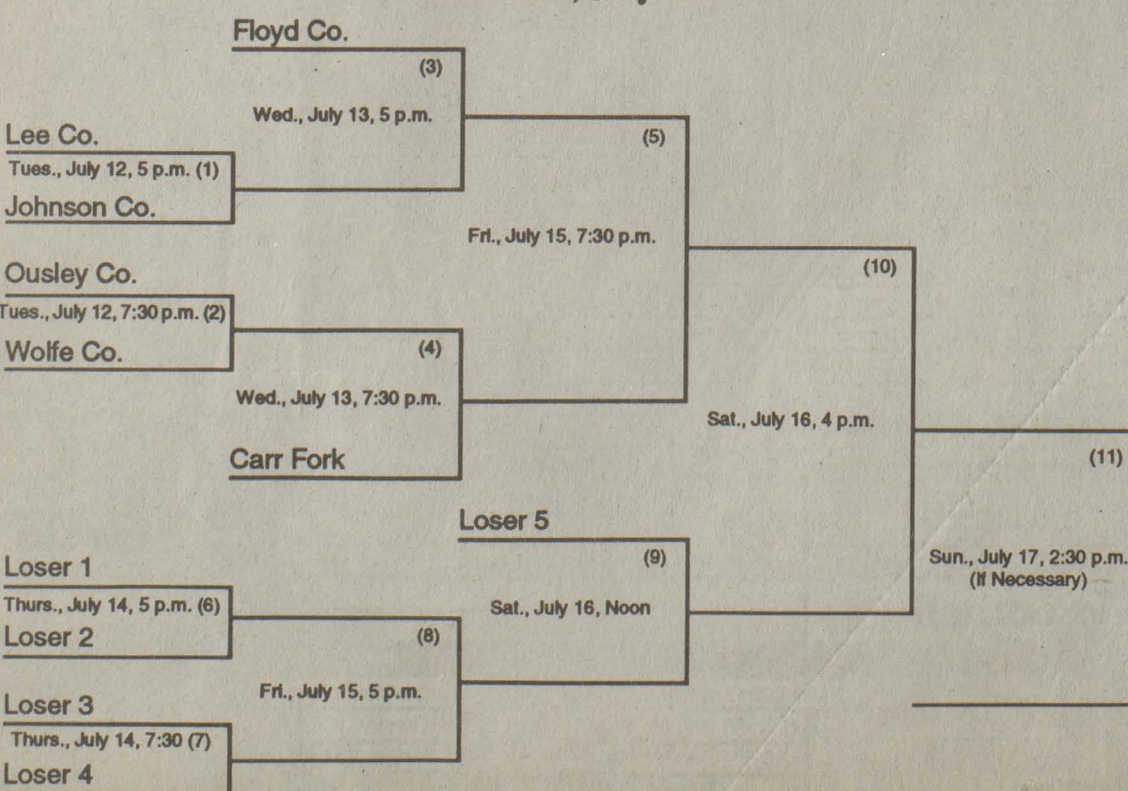 Floyd Co.
(3)
Wed., July 13, 5 p.m.
Lee Co.
Tues., July 12, 5 p.m. (1)
Johnson Co.
(5)
Fri., July 15, 7:30 p.m.
Ousley Co.
Tues., July 12, 7:30 p.m. (2)
Wolfe Co.
(4)
Wed., July 13, 7:30 p.m.
Carr Fork
(10)
Sat., July 16, 4 p.m.
(11)
Sun., July 17, 2:30 p.m.
(If Necessary)
Loser 5
(9)
Sat., July 16, Noon
Loser 1
Thurs., July 14, 5 p.m. (6)
Loser 2
(8)
Fri., July 15, 5 p.m.
Loser 3
Thurs., July 14, 7:30 (7)
Loser 4